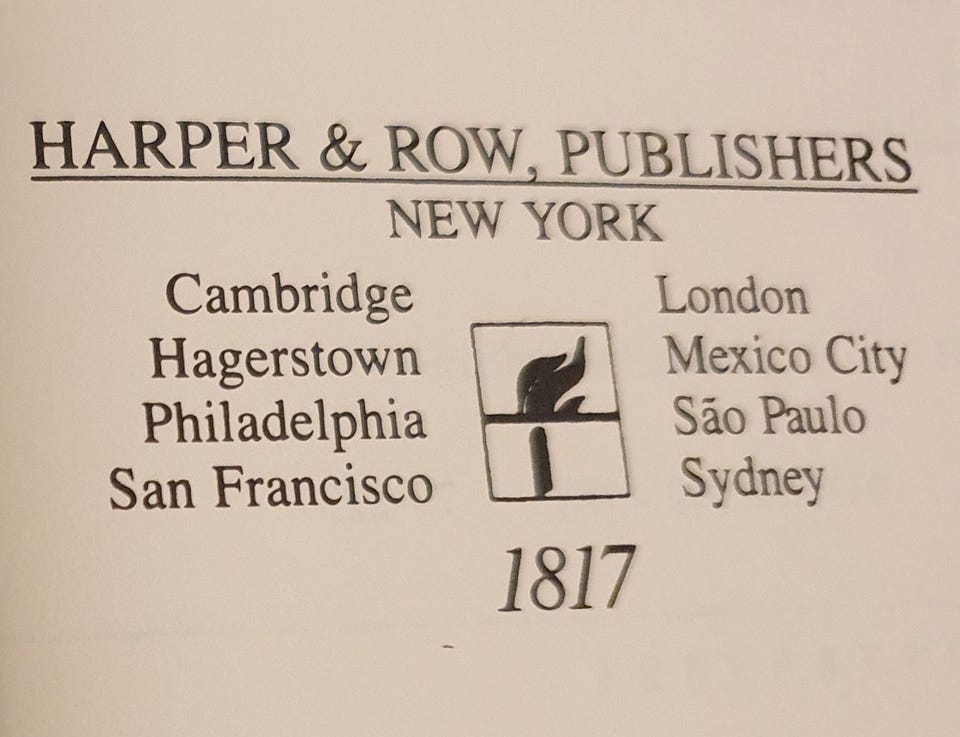 HARPER & ROW, PUBLISHERS
NEW YORK
Cambridge
Hagerstown
Philadelphia
San Francisco
London
Mexico City
São Paulo
Sydney
1817